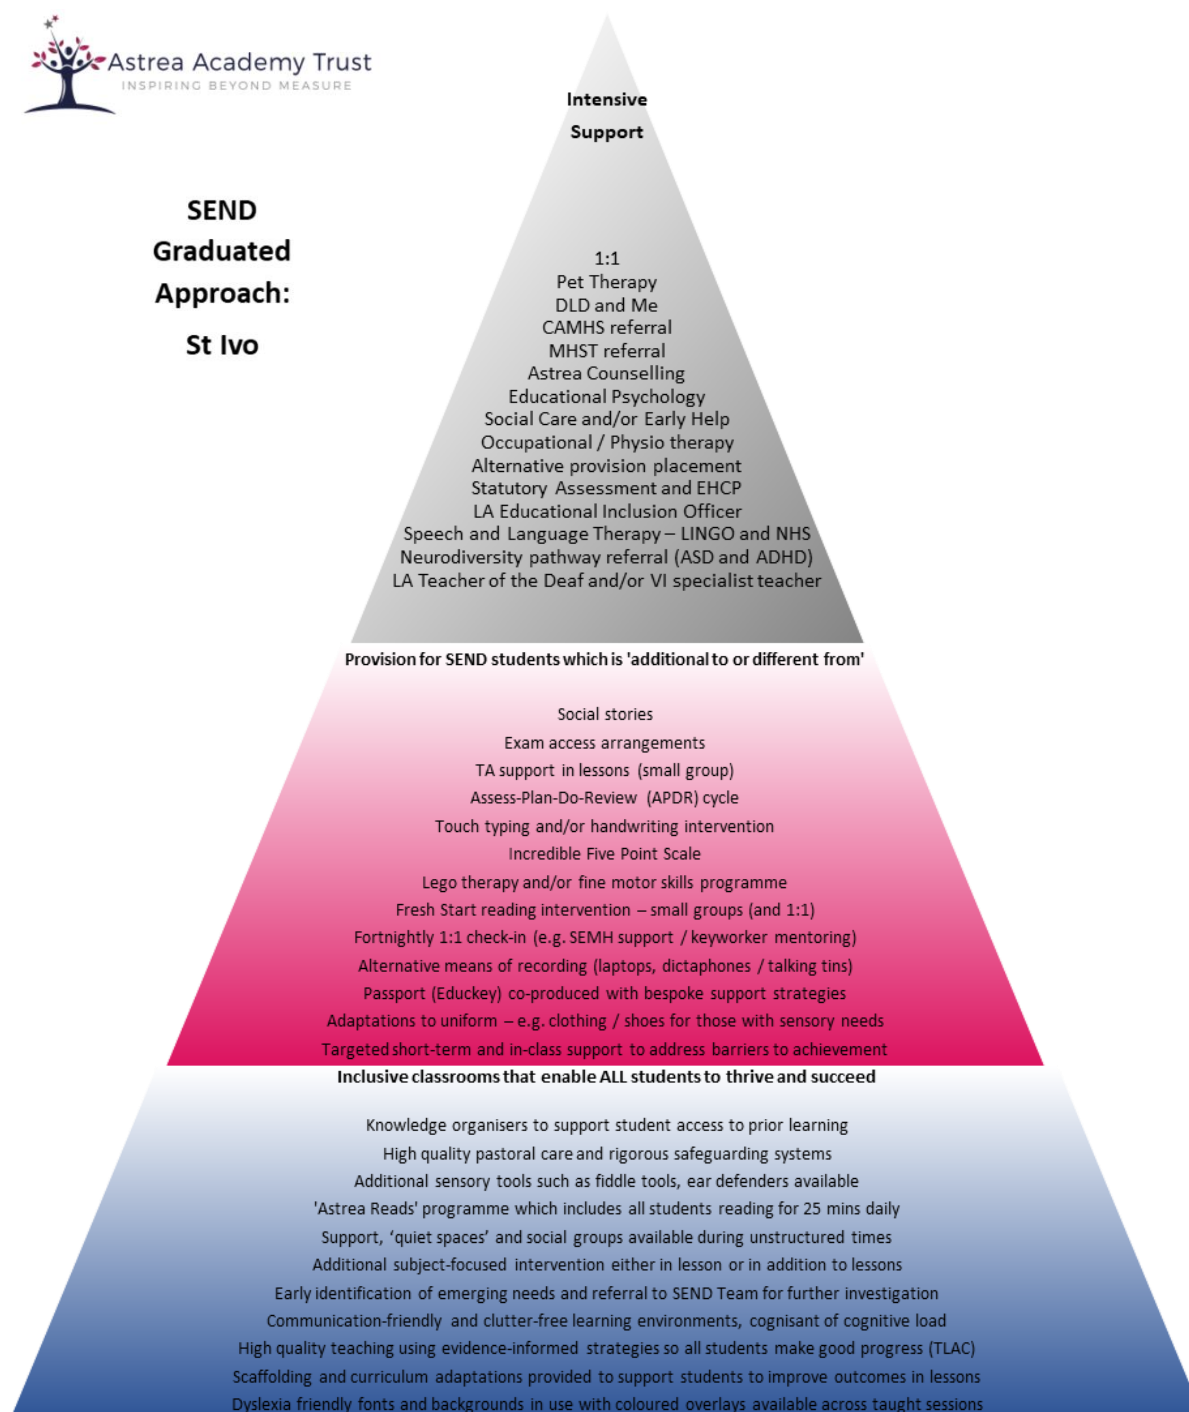 Astrea Academy Trust
INSPIRING BEYOND MEASURE
SEND
Graduated
Approach:
St Ivo
Intensive
Support
1:1
Pet Therapy
DLD and Me
CAMHS referral
MHST referral
Astrea Counselling
Educational Psychology
Social Care and/or Early Help
Occupational / Physio therapy
Alternative provision placement
Statutory Assessment and EHCP
LA Educational Inclusion Officer
Speech and Language Therapy – LINGO and NHS
Neurodiversity pathway referral (ASD and ADHD)
LA Teacher of the Deaf and/or VI specialist teacher
Provision for SEND students which is 'additional to or different from'
Social stories
Exam access arrangements
TA support in lessons (small group)
Assess-Plan-Do-Review (APDR) cycle
Touch typing and/or handwriting intervention
Incredible Five Point Scale
Lego therapy and/or fine motor skills programme
Fresh Start reading intervention – small groups (and 1:1)
Fortnightly 1:1 check-in (e.g. SEMH support / keyworker mentoring)
Alternative means of recording (laptops, dictaphones / talking tins)
Passport (Educkey) co-produced with bespoke support strategies
Adaptations to uniform – e.g. clothing / shoes for those with sensory needs
Targeted short-term and in-class support to address barriers to achievement
Inclusive classrooms that enable ALL students to thrive and succeed
Knowledge organisers to support student access to prior learning
High quality pastoral care and rigorous safeguarding systems
Additional sensory tools such as fiddle tools, ear defenders available
'Astrea Reads' programme which includes all students reading for 25 mins daily
Support, ‘quiet spaces’ and social groups available during unstructured times
Additional subject-focused intervention either in lesson or in addition to lessons
Early identification of emerging needs and referral to SEND Team for further investigation
Communication-friendly and clutter-free learning environments, cognisant of cognitive load
High quality teaching using evidence-informed strategies so all students make good progress (TLAC)
Scaffolding and curriculum adaptations provided to support students to improve outcomes in lessons
Dyslexia friendly fonts and backgrounds in use with coloured overlays available across taught sessions